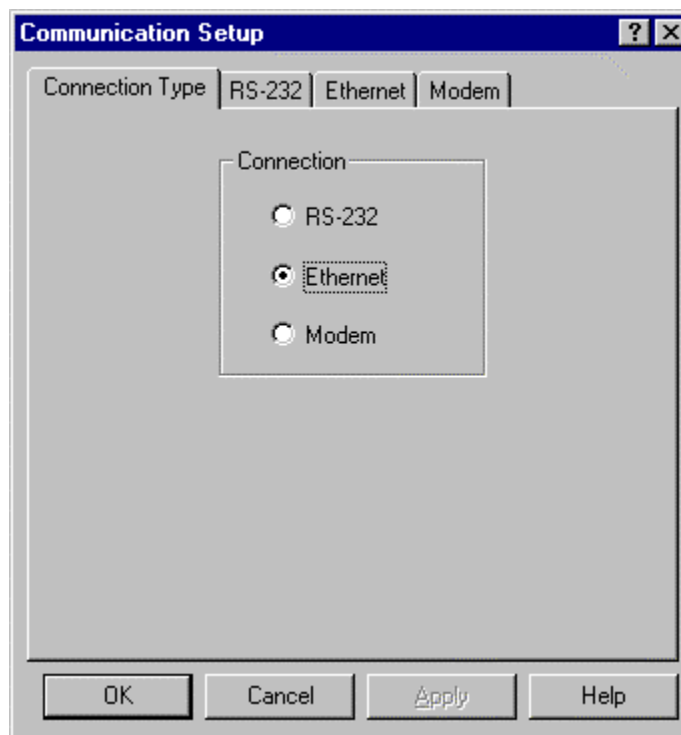 Communication Setup
Connection Type RS-232 Ethernet Modem
Connection
RS-232
Ethernet
Modem
OK Cancel Apply Help